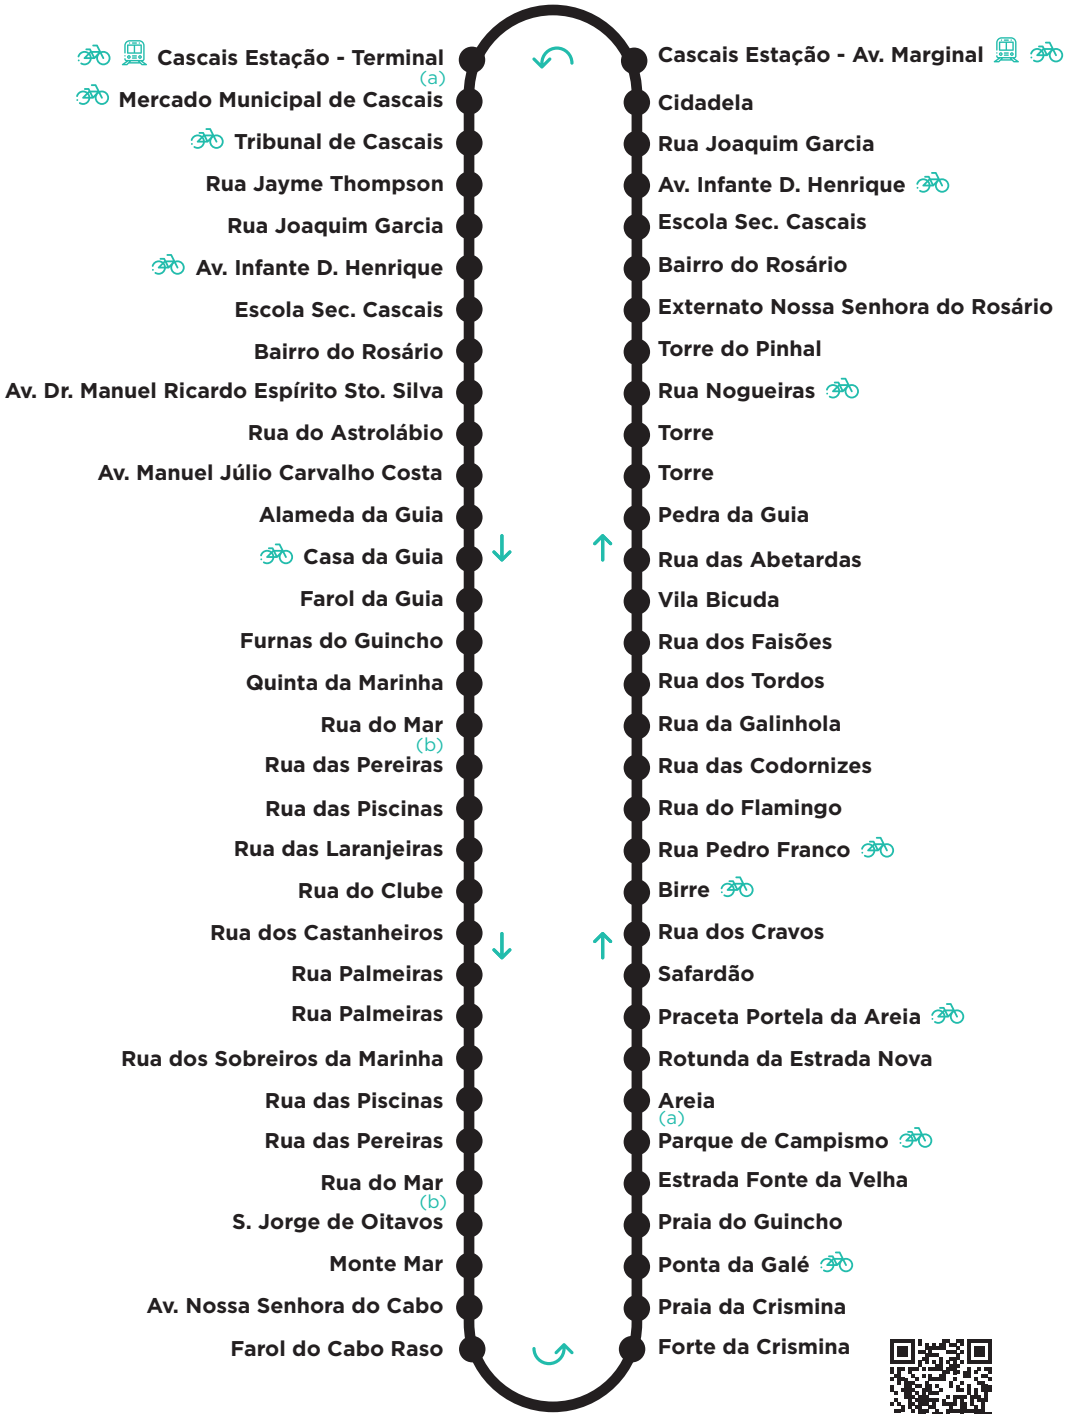 Cascais Estação - Terminal
(a)
Mercado Municipal de Cascais
Tribunal de Cascais
Rua Jayme Thompson
Rua Joaquim Garcia
Av. Infante D. Henrique
Escola Sec. Cascais
Bairro do Rosário
Av. Dr. Manuel Ricardo Espírito Sto. Silva
Rua do Astrolábio
Av. Manuel Júlio Carvalho Costa
Alameda da Guia
Casa da Guia
Farol da Guia
Furnas do Guincho
Quinta da Marinha
Rua do Mar
(b)
Rua das Pereiras
Rua das Piscinas
Rua das Laranjeiras
Rua do Clube
Rua dos Castanheiros
Rua Palmeiras
Rua Palmeiras
Rua dos Sobreiros da Marinha
Rua das Piscinas
Rua das Pereiras
Rua do Mar
(b)
S. Jorge de Oitavos
Monte Mar
Av. Nossa Senhora do Cabo
Farol do Cabo Raso
Cascais Estação - Av. Marginal
Cidadela
Rua Joaquim Garcia
Av. Infante D. Henrique
Escola Sec. Cascais
Bairro do Rosário
Externato Nossa Senhora do Rosário
Torre do Pinhal
Rua Nogueiras
Torre
Torre
Pedra da Guia
Rua das Abetardas
Vila Bicuda
Rua dos Faisões
Rua dos Tordos
Rua da Galinhola
Rua das Codornizes
Rua do Flamingo
Rua Pedro Franco
Birre
Rua dos Cravos
Safardão
Praceta Portela da Areia
Rotunda da Estrada Nova
Areia
(a)
Parque de Campismo
Estrada Fonte da Velha
Praia do Guincho
Ponta da Galé
Praia da Crismina
Forte da Crismina